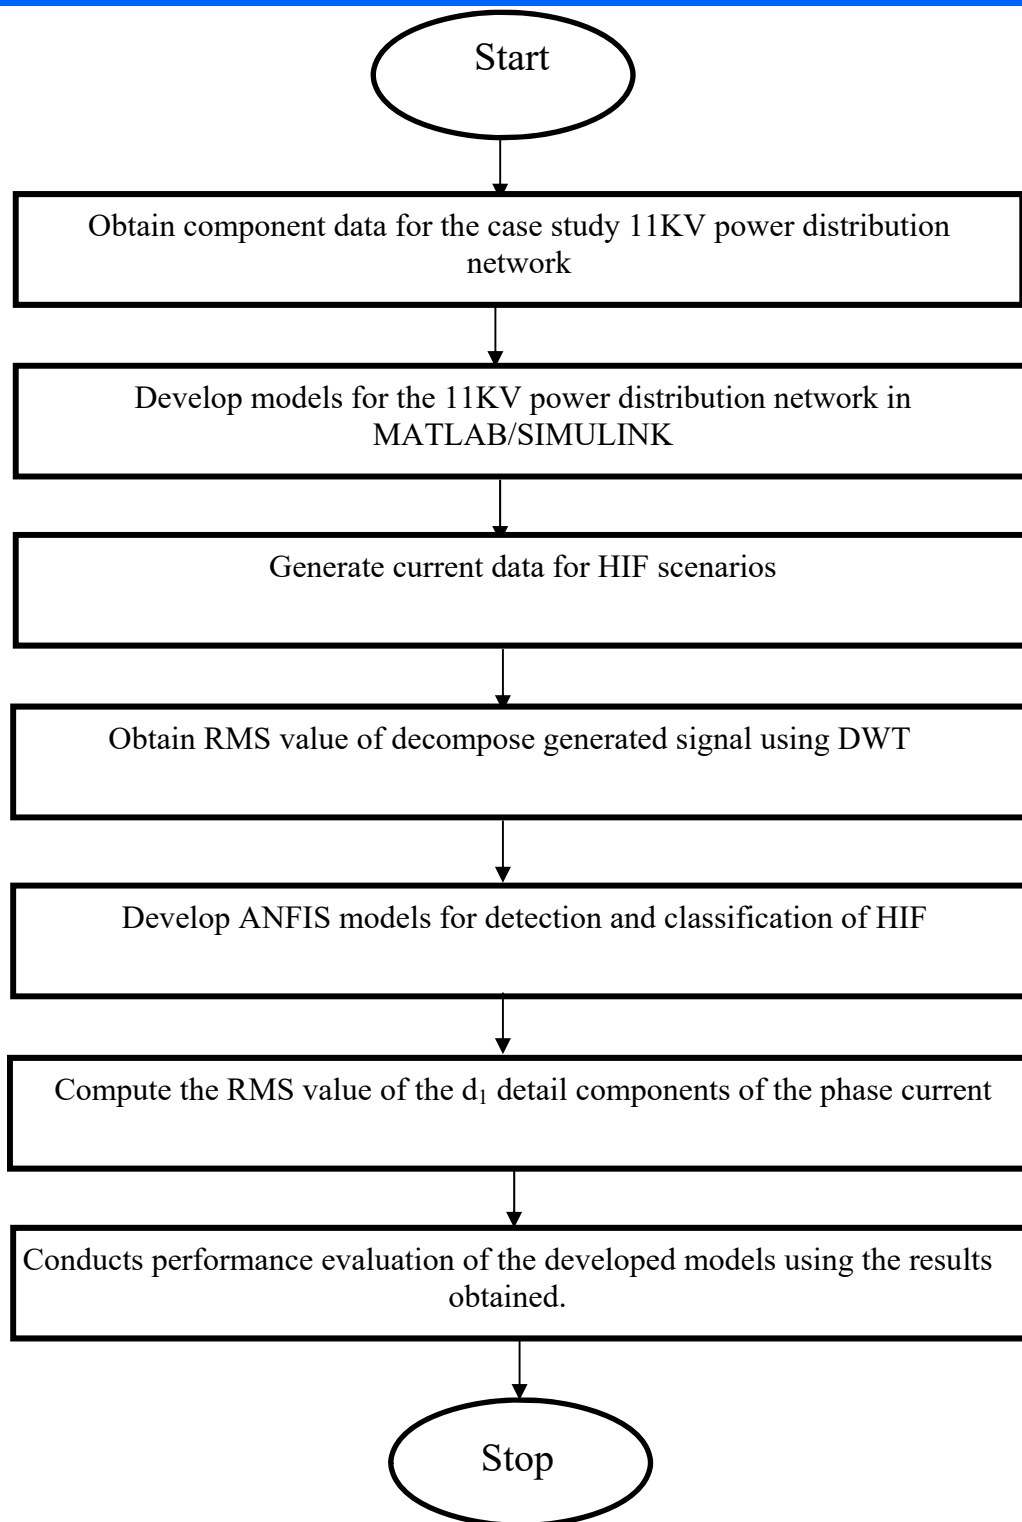 Start
Obtain component data for the case study 11KV power distribution
network
Develop models for the 11KV power distribution network in
MATLAB/SIMULINK
Generate current data for HIF scenarios
Obtain RMS value of decompose generated signal using DWT
Develop ANFIS models for detection and classification of HIF
Compute the RMS value of the d₁ detail components of the phase current
Conducts performance evaluation of the developed models using the results
obtained.
Stop